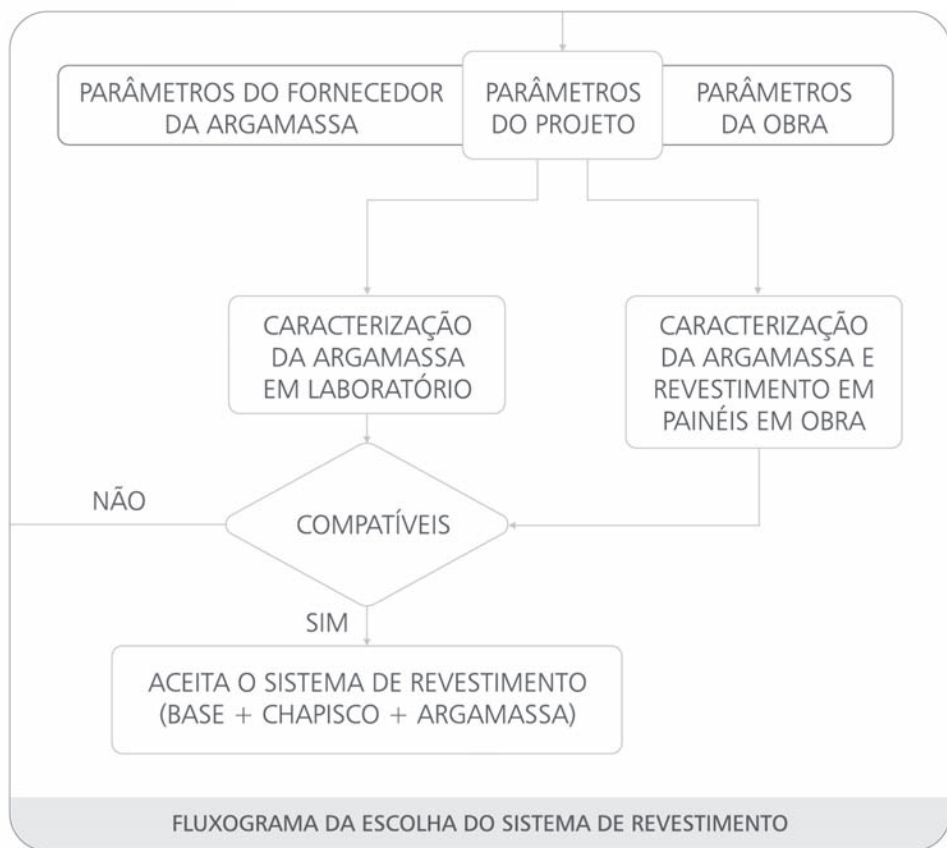 PARÂMETROS DO FORNECEDOR
DA ARGAMASSA
PARÂMETROS
DO PROJETO
PARÂMETROS
DA OBRA
CARACTERIZAÇÃO
DA ARGAMASSA
EM LABORATÓRIO
CARACTERIZAÇÃO
DA ARGAMASSA E
REVESTIMENTO EM
PAINÉIS EM OBRA
NÃO
COMPATÍVEIS
SIM
ACEITA O SISTEMA DE REVESTIMENTO
(BASE + CHAPISCO + ARGAMASSA)
FLUXOGRAMA DA ESCOLHA DO SISTEMA DE REVESTIMENTO